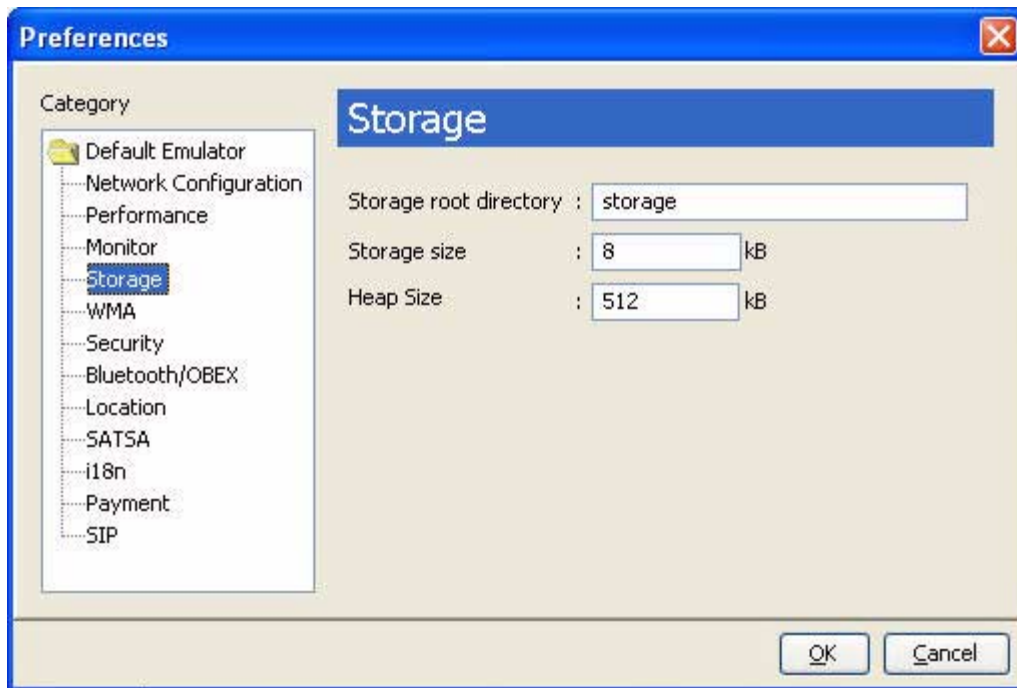 Preferences
Category
Default Emulator
Network Configuration
Performance
Monitor
Storage
WMA
Security
Bluetooth/OBEX
Location
SATSA
i18n
Payment
SIP
Storage
Storage root directory : storage
Storage size : 8 kB
Heap Size : 512 kB
OK
Cancel